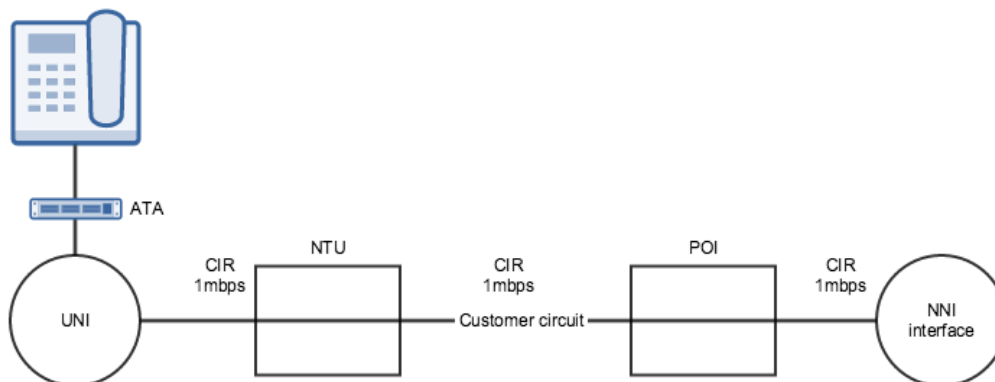 ATA
NTU
POI
CIR
1mbps
CIR
1mbps
CIR
1mbps
UNI
Customer circuit
NNI
interface